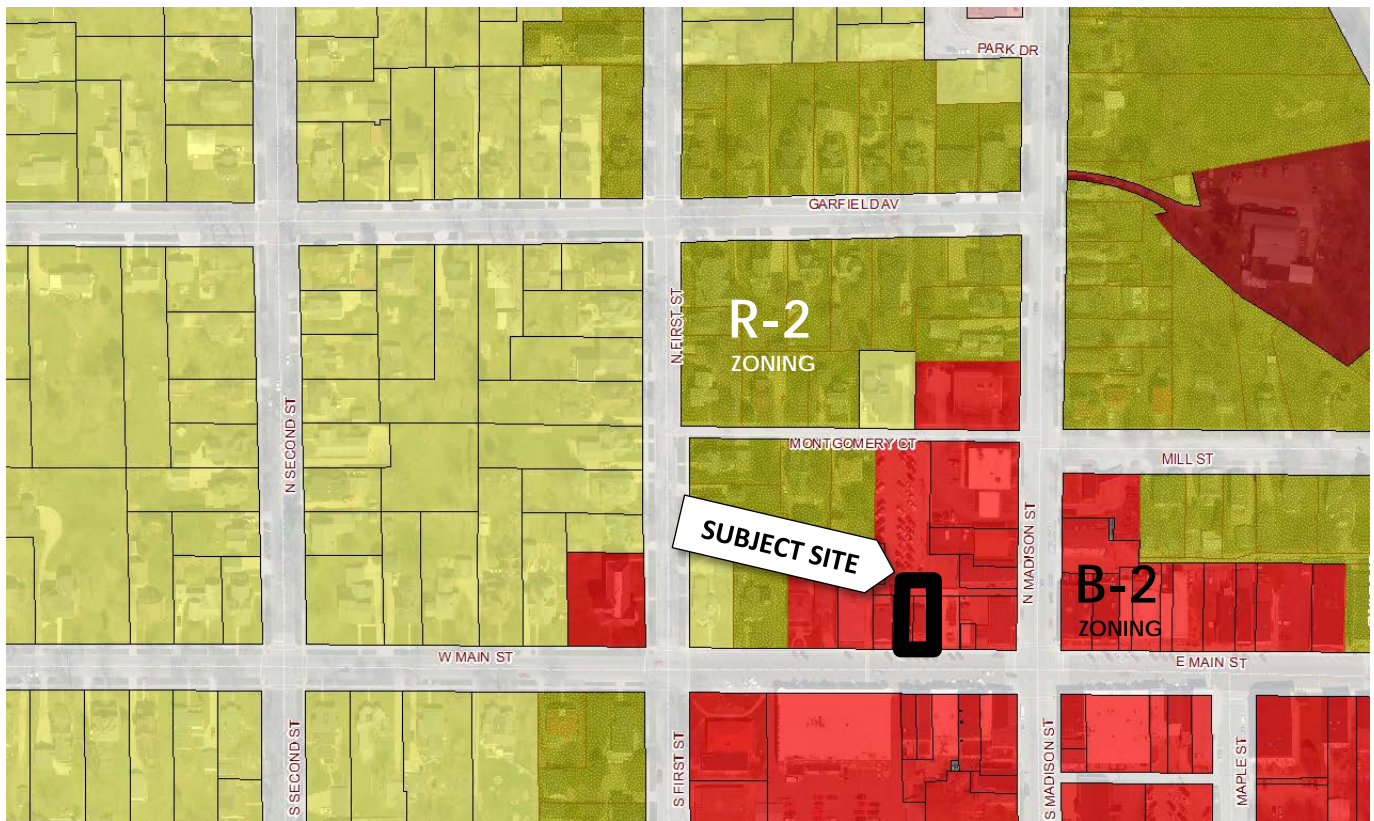 PARK DR
GARFIELD AV
N FIRST ST
R-2
ZONING
N SECOND ST
MONTGOMERY CT
MILL ST
SUBJECT SITE
N MADISON ST
B-2
ZONING
W MAIN ST
E MAIN ST
S SECOND ST
S FIRST ST
S MADISON ST
MAPLE ST